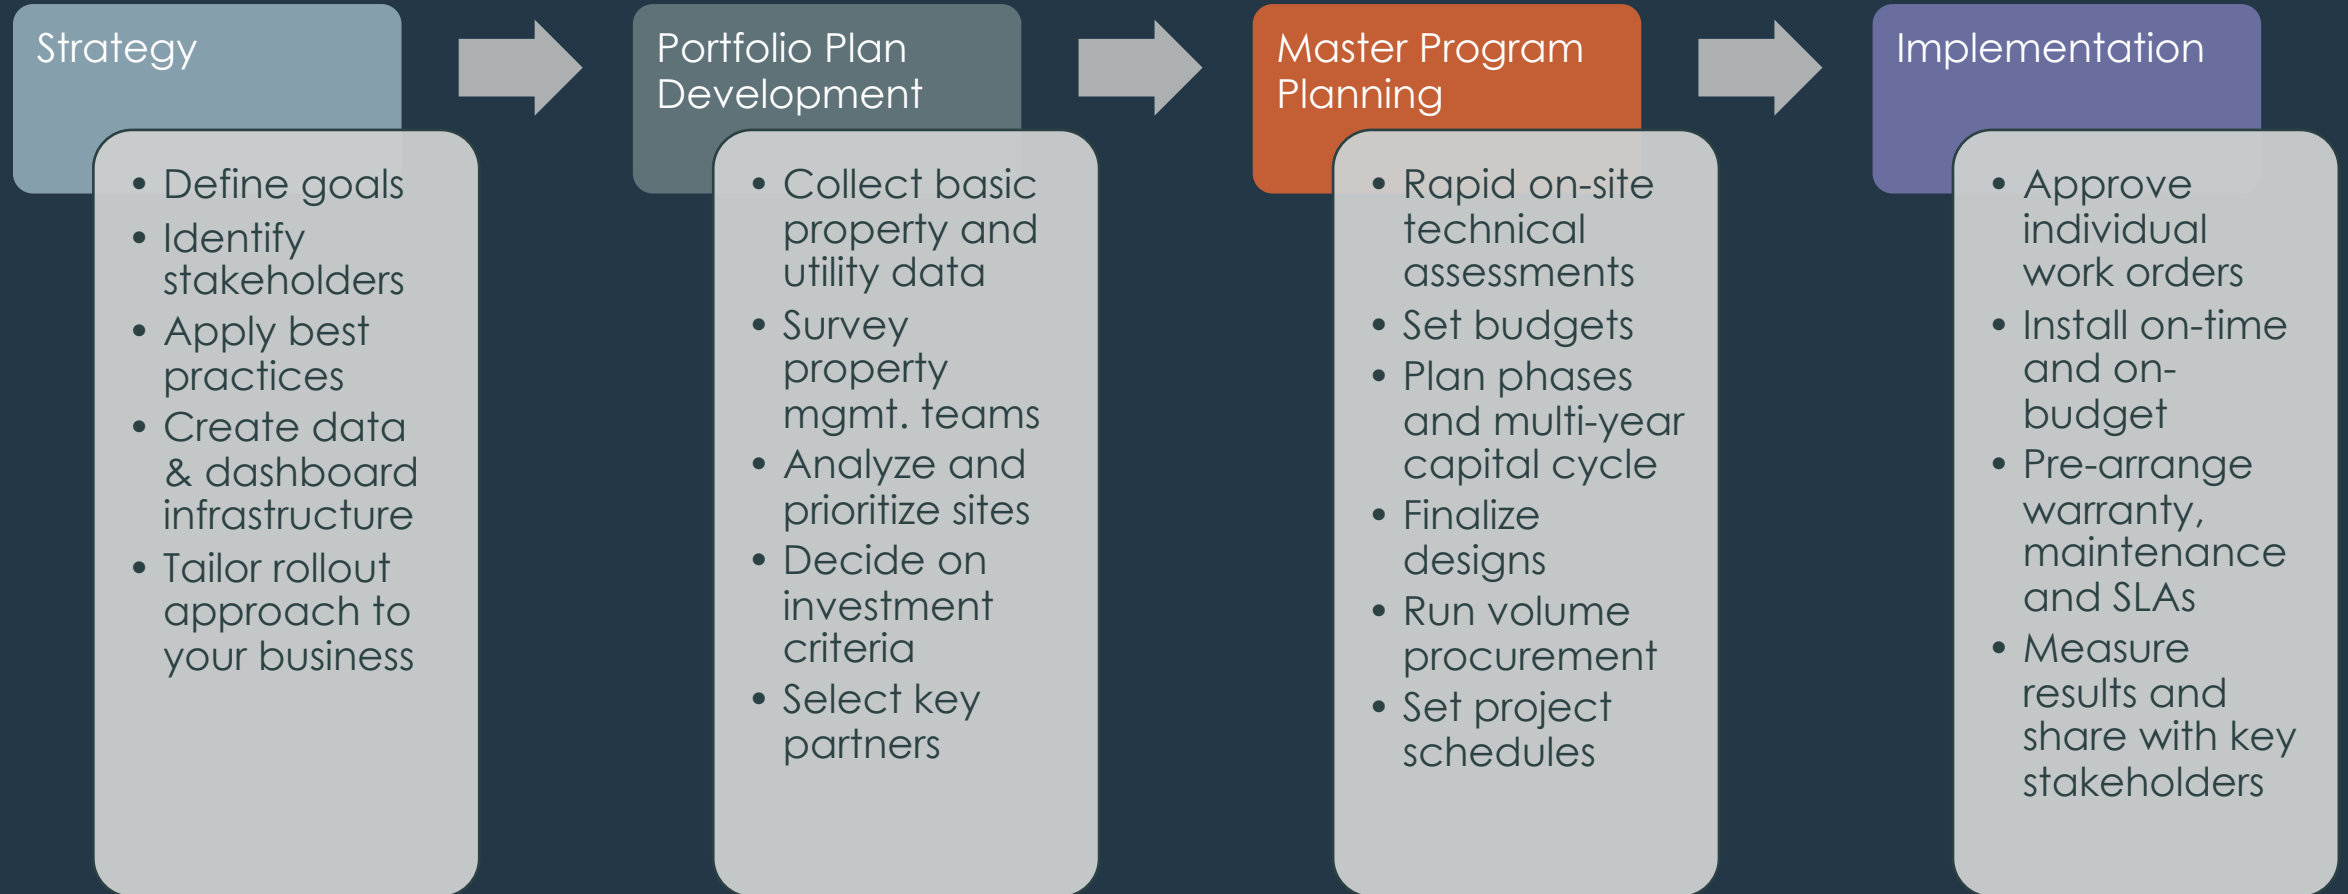 Strategy
• Define goals
• Identify
stakeholders
• Apply best
practices
• Create data
& dashboard
infrastructure
• Tailor rollout
approach to
your business
Portfolio Plan
Development
• Collect basic
property and
utility data
• Survey
property
mgmt. teams
• Analyze and
prioritize sites
• Decide on
investment
criteria
• Select key
partners
Master Program
Planning
• Rapid on-site
technical
assessments
• Set budgets
• Plan phases
and multi-year
capital cycle
• Finalize
designs
• Run volume
procurement
• Set project
schedules
Implementation
• Approve
individual
work orders
• Install on-time
and on-
budget
• Pre-arrange
warranty,
maintenance
and SLAs
• Measure
results and
share with key
stakeholders